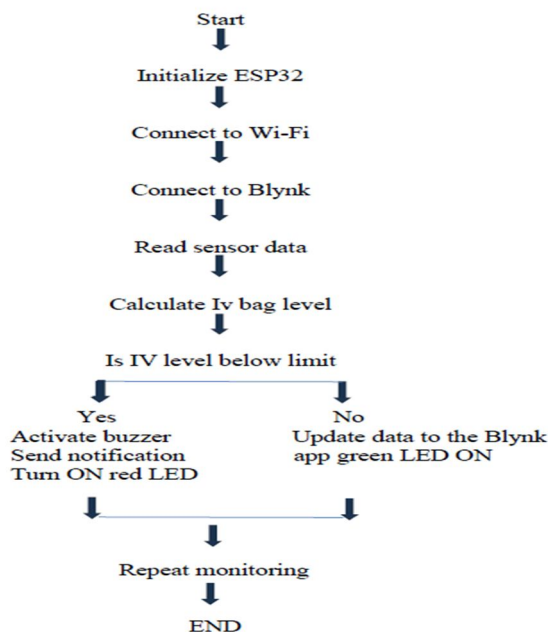 Start
Initialize ESP32
Connect to Wi-Fi
Connect to Blynk
Read sensor data
Calculate Iv bag level
Is IV level below limit
Yes
Activate buzzer
Send notification
Turn ON red LED
No
Update data to the Blynk
app green LED ON
Repeat monitoring
END